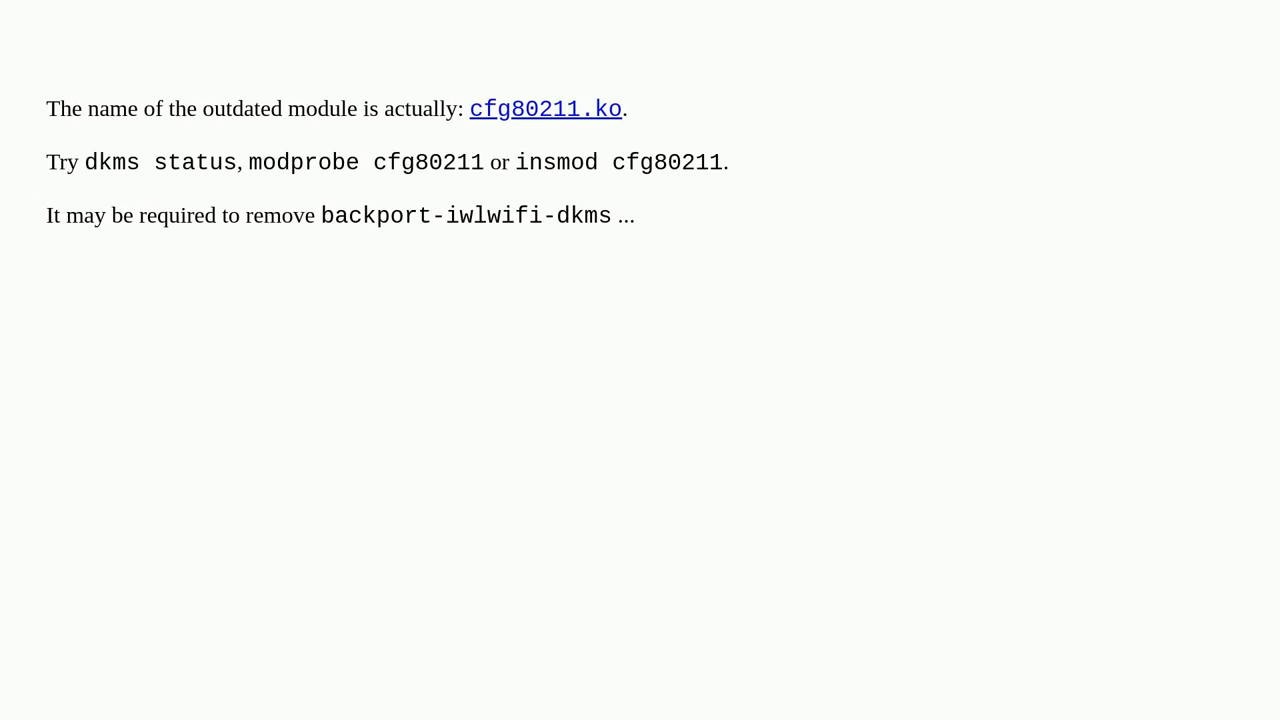 The name of the outdated module is actually: cfg80211.ko.
Try dkms status, modprobe cfg80211 or insmod cfg80211.
It may be required to remove backport-iwlwifi-dkms ...